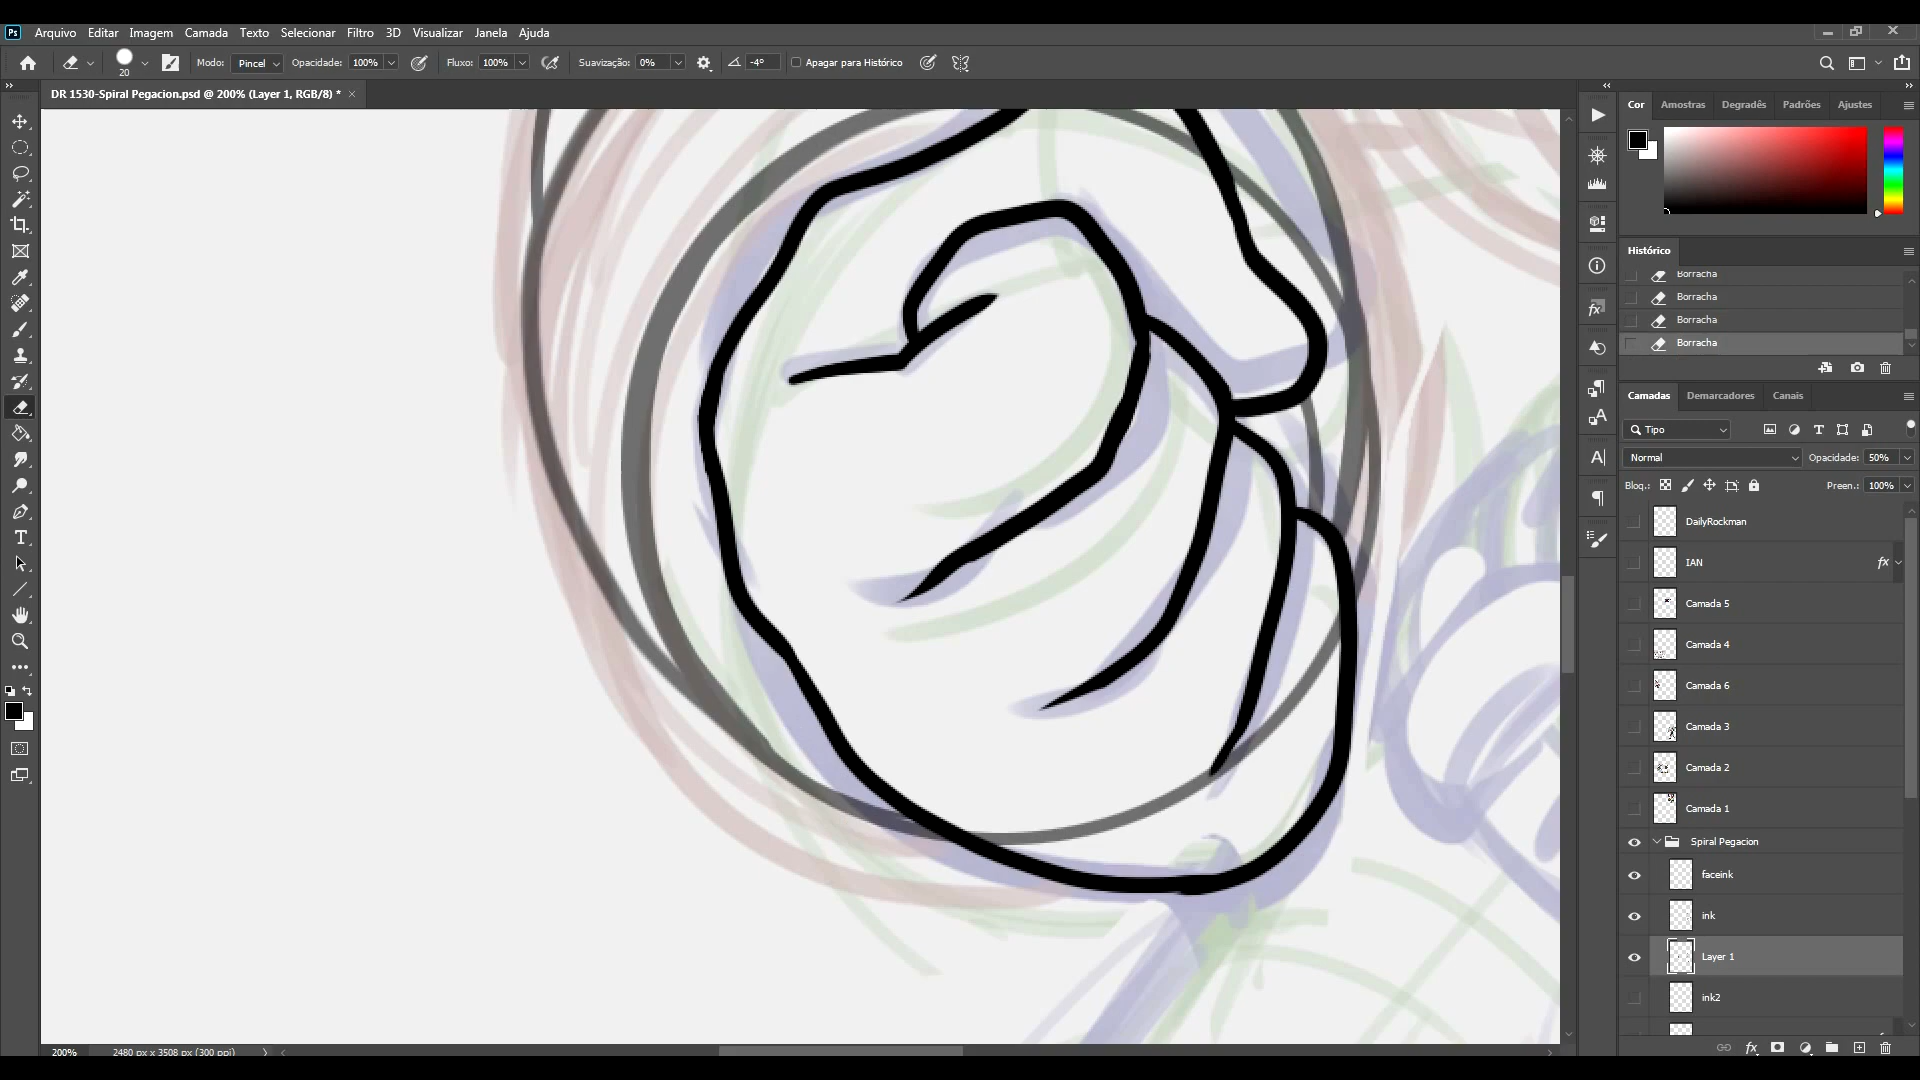 Ps Arquivo Editar Imagem Camada Texto Selecionar Filtro 3D Visualizar Janela Ajuda
20 Modo: Pincel Opacidade: 100% Fluxo: 100% Suavização: 0% -4° Apagar para Histórico
DR 1530-Spiral Pegacion.psd @ 200% (Layer 1, RGB/8) * ×
Cor Amostras Degradês Padrões Ajustes
Histórico
Borracha
Borracha
Borracha
Borracha
Camadas Demarcadores Canais
Tipo
Normal Opacidade: 50%
Bloq.: Preen.: 100%
DailyRockman
IAN fx
Camada 5
Camada 4
Camada 6
Camada 3
Camada 2
Camada 1
Spiral Pegacion
faceink
ink
Layer 1
ink2
200% 2480 px x 3508 px (300 ppi)